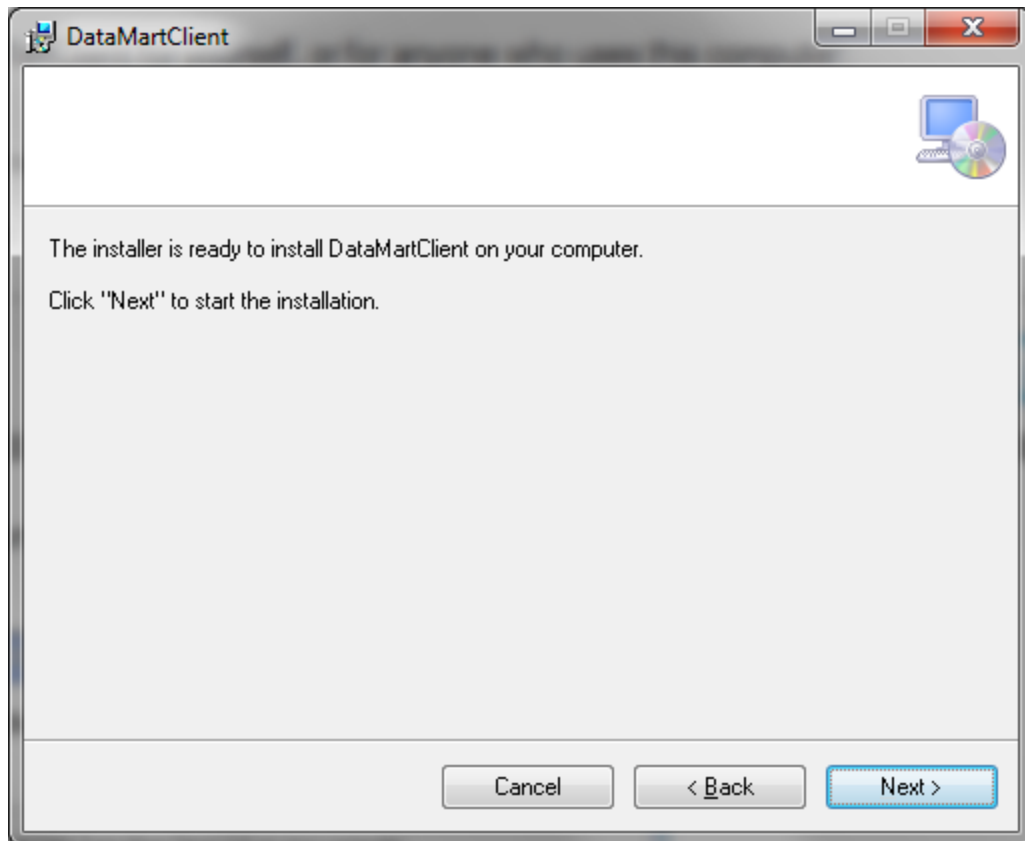 DataMartClient
The installer is ready to install DataMartClient on your computer.
Click "Next" to start the installation.
Cancel
< Back
Next >